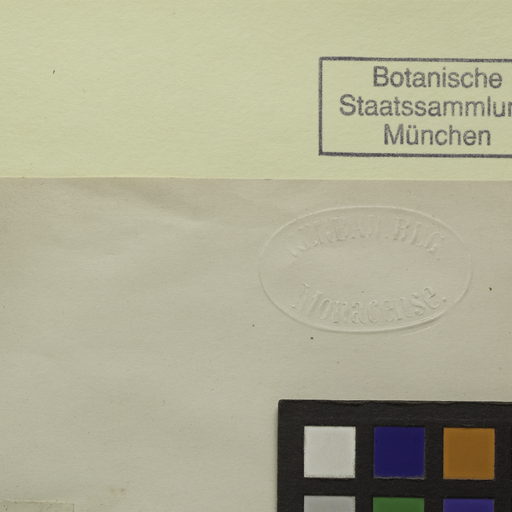 Botanische
Staatssammlun
München
Monacense.